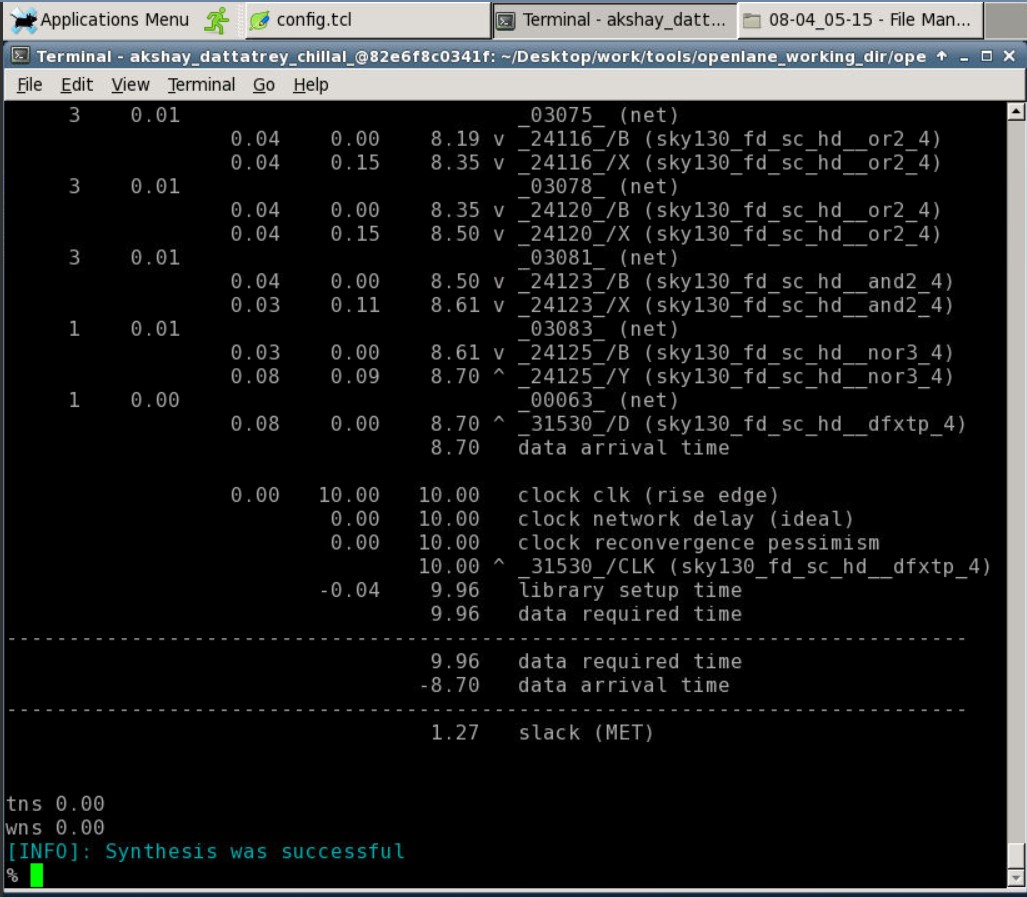 Applications Menu config.tcl Terminal - akshay_datt... 08-04_05-15 - File Man...
Terminal - akshay_dattatrey_chillal_@82e6f8c0341f: ~/Desktop/work/tools/openlane_working_dir/ope
File Edit View Terminal Go Help
3 0.01 _03075_ (net)
0.04 0.00 8.19 v _24116_/B (sky130_fd_sc_hd__or2_4)
0.04 0.15 8.35 v _24116_/X (sky130_fd_sc_hd__or2_4)
3 0.01 _03078_ (net)
0.04 0.00 8.35 v _24120_/B (sky130_fd_sc_hd__or2_4)
0.04 0.15 8.50 v _24120_/X (sky130_fd_sc_hd__or2_4)
3 0.01 _03081_ (net)
0.04 0.00 8.50 v _24123_/B (sky130_fd_sc_hd__and2_4)
0.03 0.11 8.61 v _24123_/X (sky130_fd_sc_hd__and2_4)
1 0.01 _03083_ (net)
0.03 0.00 8.61 v _24125_/B (sky130_fd_sc_hd__nor3_4)
0.08 0.09 8.70 ^ _24125_/Y (sky130_fd_sc_hd__nor3_4)
1 0.00 _00063_ (net)
0.08 0.00 8.70 ^ _31530_/D (sky130_fd_sc_hd__dfxtp_4)
8.70 data arrival time
0.00 10.00 10.00 clock clk (rise edge)
0.00 10.00 clock network delay (ideal)
0.00 10.00 clock reconvergence pessimism
10.00 ^ _31530_/CLK (sky130_fd_sc_hd__dfxtp_4)
-0.04 9.96 library setup time
9.96 data required time
-----------------------------------------------------------------------------
9.96 data required time
-8.70 data arrival time
-----------------------------------------------------------------------------
1.27 slack (MET)
tns 0.00
wns 0.00
[INFO]: Synthesis was successful
%